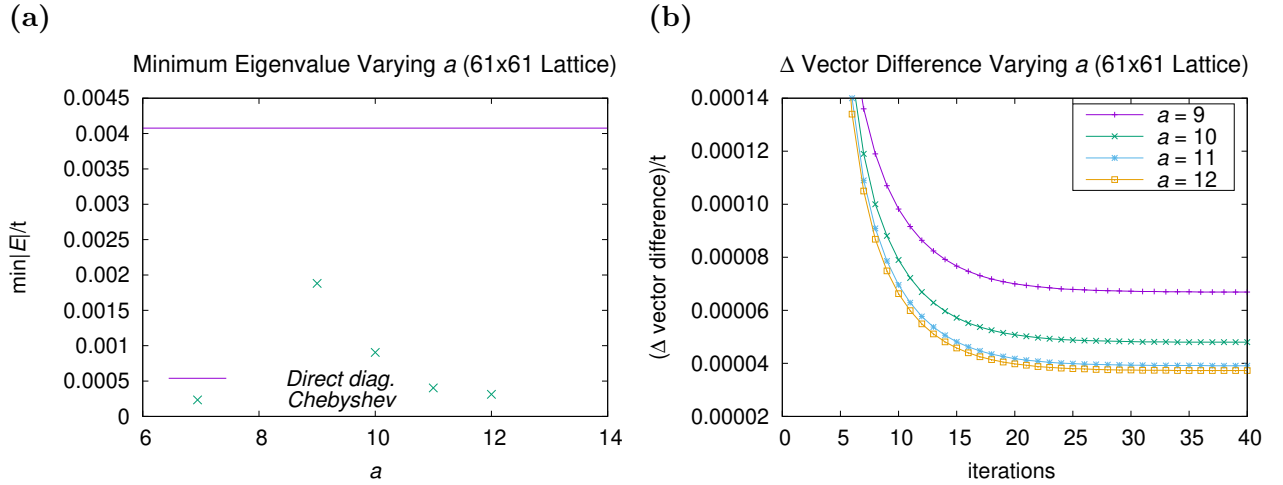 (a)
Minimum Eigenvalue Varying a (61x61 Lattice)
min|E|/t
0.0045
0.004
0.0035
0.003
0.0025
0.002
0.0015
0.001
0.0005
0
Direct diag.
Chebyshev
6 8 10 12 14
a
(b)
Δ Vector Difference Varying a (61x61 Lattice)
(Δ vector difference)/t
0.00014
0.00012
0.00010
0.00008
0.00006
0.00004
0.00002
a = 9
a = 10
a = 11
a = 12
0 5 10 15 20 25 30 35 40
iterations